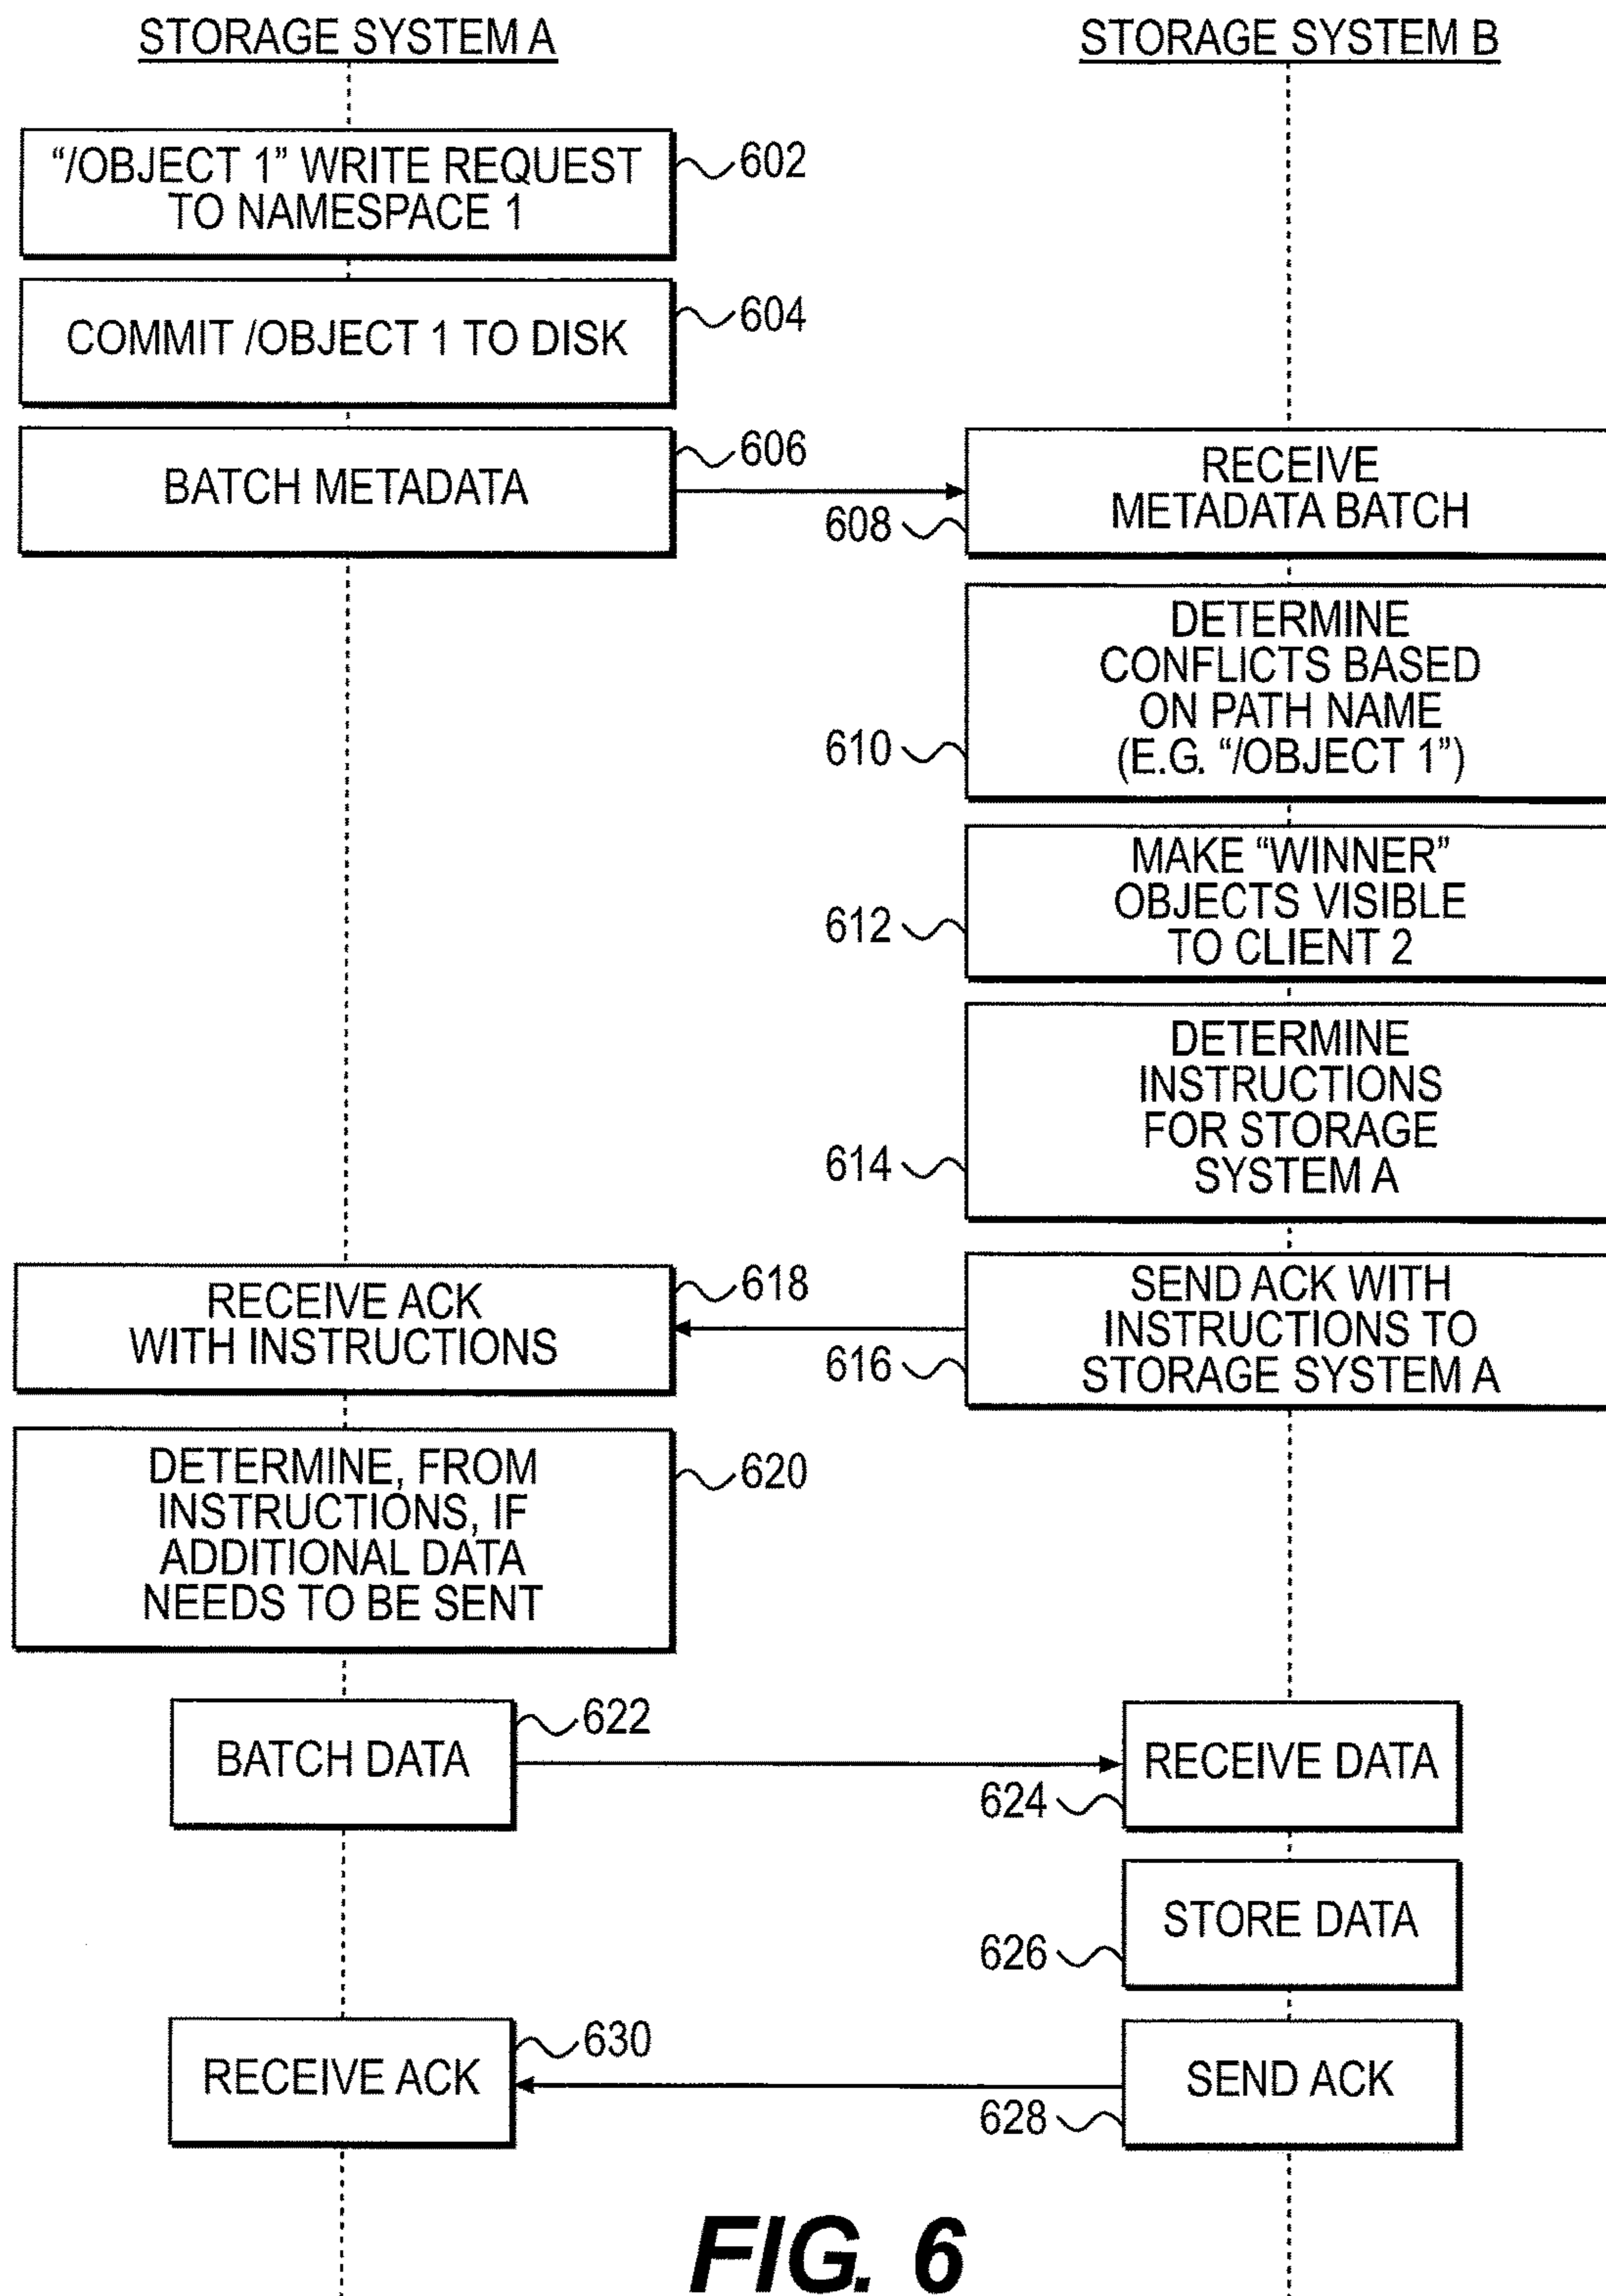 STORAGE SYSTEM A
STORAGE SYSTEM B
“/OBJECT 1” WRITE REQUEST
TO NAMESPACE 1
602
COMMIT /OBJECT 1 TO DISK
604
BATCH METADATA
606
RECEIVE
METADATA BATCH
608
DETERMINE
CONFLICTS BASED
ON PATH NAME
(E.G. “/OBJECT 1”)
610
MAKE “WINNER”
OBJECTS VISIBLE
TO CLIENT 2
612
DETERMINE
INSTRUCTIONS
FOR STORAGE
SYSTEM A
614
SEND ACK WITH
INSTRUCTIONS TO
STORAGE SYSTEM A
616
RECEIVE ACK
WITH INSTRUCTIONS
618
DETERMINE, FROM
INSTRUCTIONS, IF
ADDITIONAL DATA
NEEDS TO BE SENT
620
BATCH DATA
622
RECEIVE DATA
624
STORE DATA
626
SEND ACK
628
RECEIVE ACK
630
FIG. 6